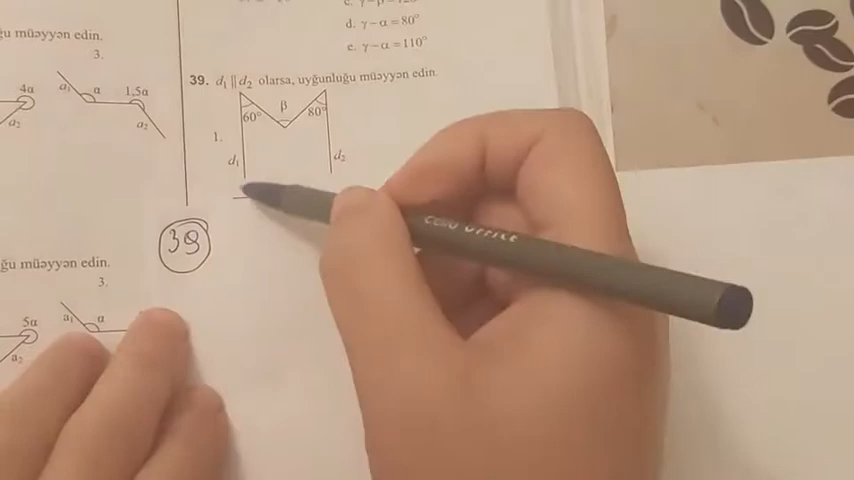 ğu müəyyən edin.
3.
4α
a₁
α
1,5α
a₂
a₂
d. γ−α=80°
e. γ−α=110°
39. d₁ || d₂ olarsa, uyğunluğu müəyyən edin.
1.
60°
β
80°
d₁
d₂
39
ğu müəyyən edin.
3.
5α
a₁
α
a₂
OFFICE